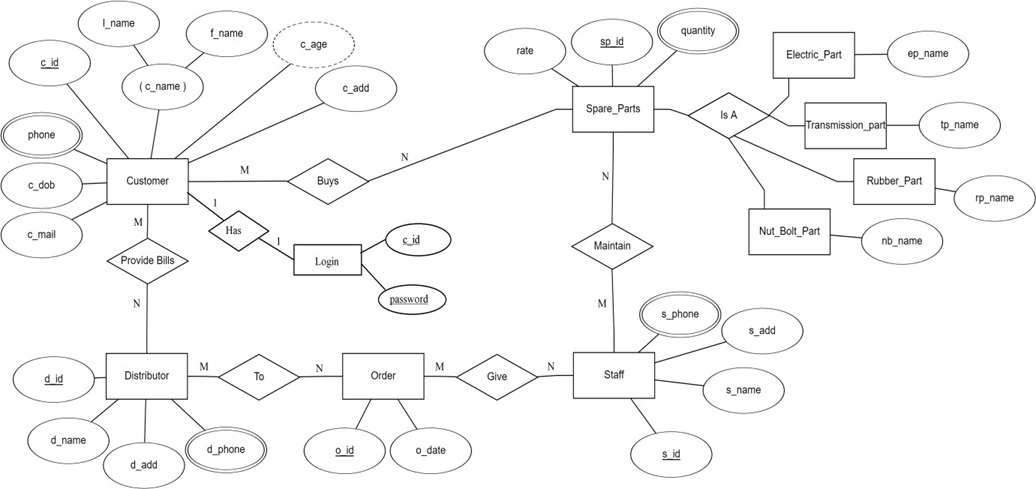 l_name
f_name
c_age
c_id
( c_name )
c_add
phone
c_dob
c_mail
Customer
M
Buys
N
rate
sp_id
quantity
Spare_Parts
Is A
Electric_Part
ep_name
Transmission_part
tp_name
Rubber_Part
rp_name
Nut_Bolt_Part
nb_name
1
Has
1
Login
c_id
password
M
Provide Bills
N
N
Maintain
M
Distributor
M
To
N
Order
M
Give
N
Staff
s_phone
s_add
s_name
s_id
d_id
d_name
d_add
d_phone
o_id
o_date